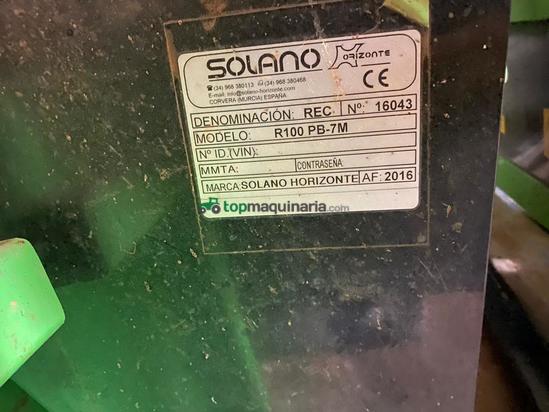 SOLANO HORIZONTE
(34) 968 380113 (34) 968 380468
E-mail: info@solano-horizonte.com
CORVERA (MURCIA) ESPAÑA CE
DENOMINACIÓN: REC Nº: 16043
MODELO: R100 PB-7M
Nº ID.(VIN):
MMTA: CONTRASEÑA
MARCA:SOLANO HORIZONTE AF: 2016
topmaquinaria.com